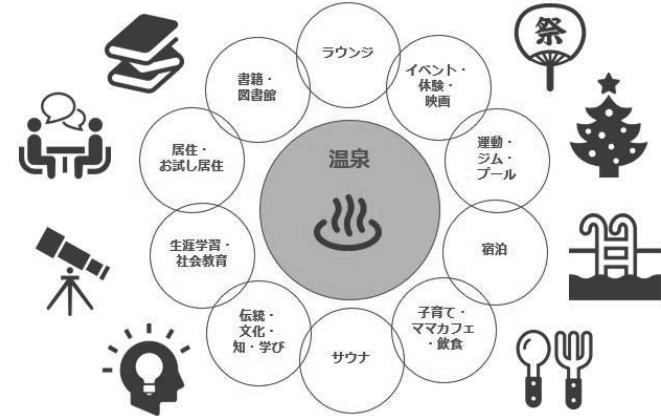 ラウンジ
イベント・
体験・
映画
運動・
ジム・
プール
宿泊
子育て・
ママカフェ
・飲食
サウナ
伝統・
文化・
知・学び
生涯学習・
社会教育
居住・
お試し居住
書籍・
図書館
温泉
祭